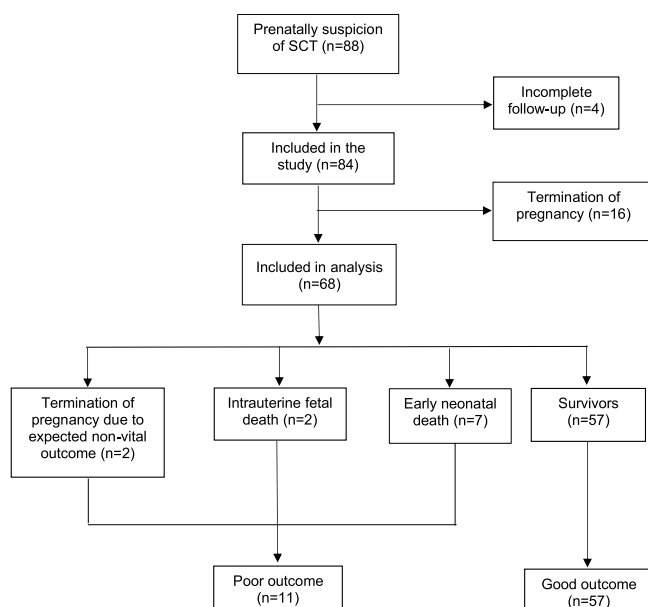 Prenatally suspicion
of SCT (n=88)
Incomplete
follow-up (n=4)
Included in the
study (n=84)
Termination of
pregnancy (n=16)
Included in analysis
(n=68)
Termination of
pregnancy due to
expected non-vital
outcome (n=2)
Intrauterine fetal
death (n=2)
Early neonatal
death (n=7)
Survivors
(n=57)
Poor outcome
(n=11)
Good outcome
(n=57)